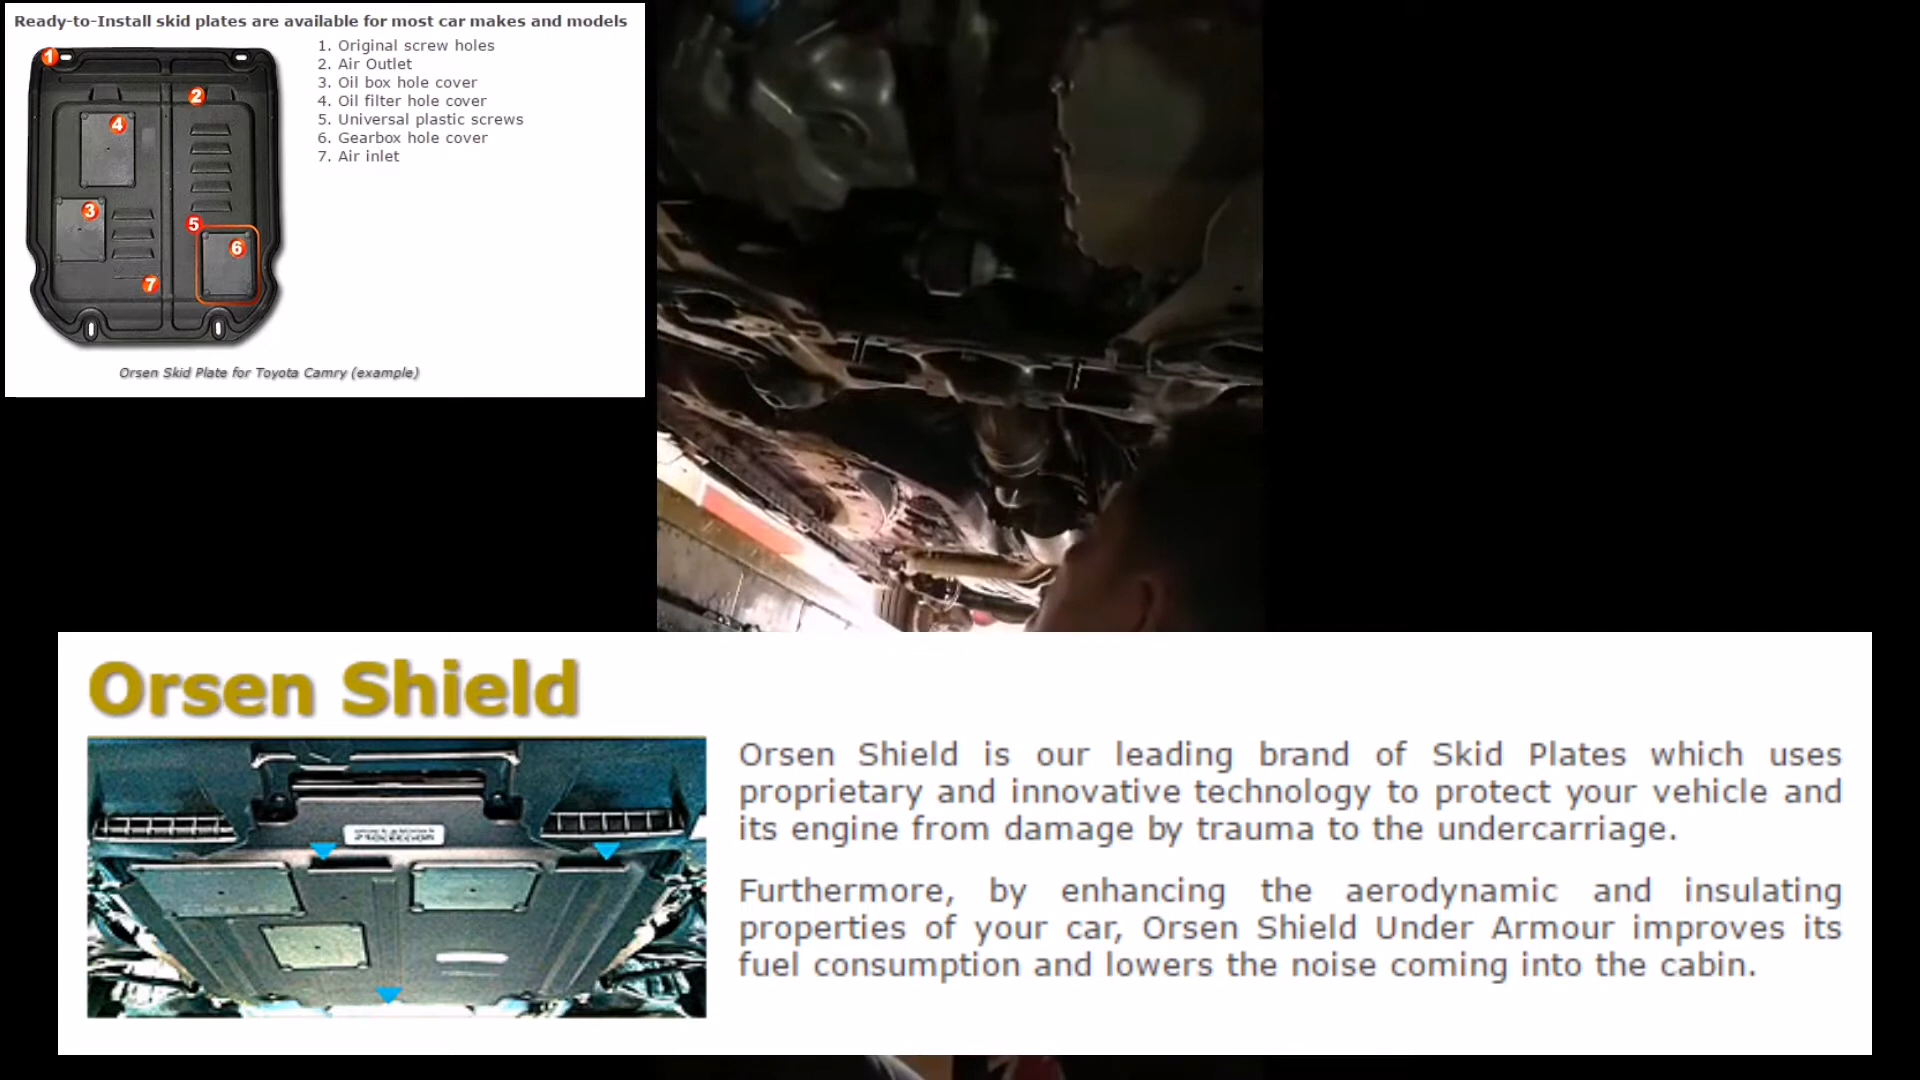 Ready-to-Install skid plates are available for most car makes and models
1. Original screw holes
2. Air Outlet
3. Oil box hole cover
4. Oil filter hole cover
5. Universal plastic screws
6. Gearbox hole cover
7. Air inlet
1
2
4
3
5
6
7
Orsen Skid Plate for Toyota Camry (example)
Orsen Shield
Orsen Shield is our leading brand of Skid Plates which uses
proprietary and innovative technology to protect your vehicle and
its engine from damage by trauma to the undercarriage.
Furthermore, by enhancing the aerodynamic and insulating
properties of your car, Orsen Shield Under Armour improves its
fuel consumption and lowers the noise coming into the cabin.